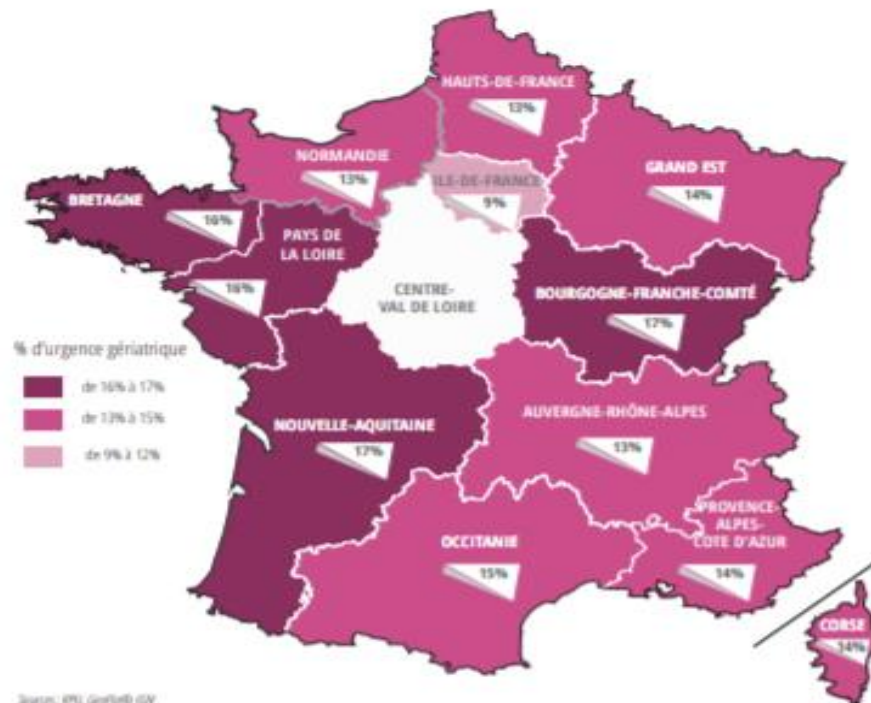 HAUTS-DE-FRANCE
13%
NORMANDIE
13%
ILE-DE-FRANCE
9%
GRAND EST
14%
BRETAGNE
16%
PAYS DE
LA LOIRE
16%
CENTRE-
VAL DE LOIRE
BOURGOGNE-FRANCHE-COMTÉ
17%
% d'urgence gériatrique
de 16% à 17%
de 13% à 15%
de 9% à 12%
NOUVELLE-AQUITAINE
17%
AUVERGNE-RHÔNE-ALPES
13%
PROVENCE-
ALPES-
COTE D'AZUR
14%
OCCITANIE
15%
CORSE
14%
Sources :